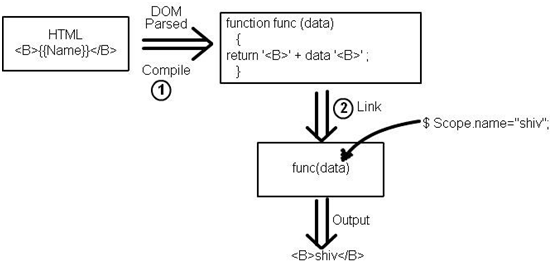 HTML
<B>{{Name}}</B>
DOM
Parsed
Compile
1
function func (data)
{
return '<B>' + data '<B>' ;
}
2 Link
$ Scope.name="shiv";
func(data)
Output
<B>shiv</B>